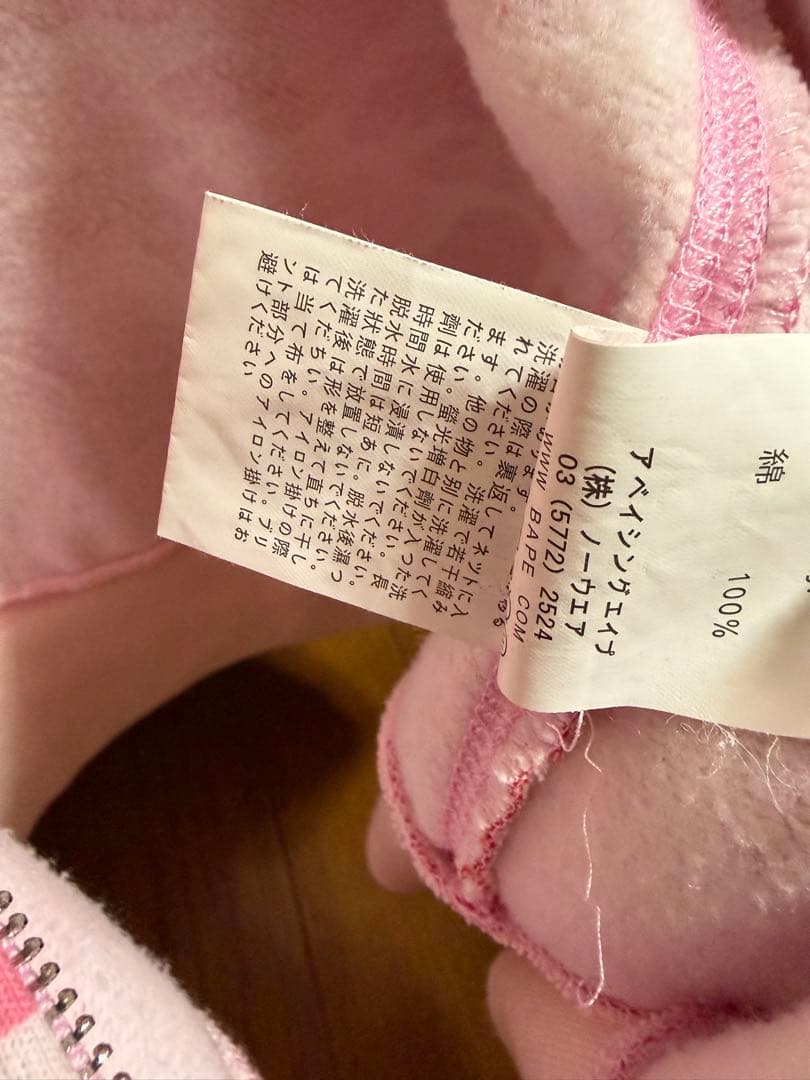 綿 100%
アベイシングエイプ
(株) ノーウエア
03 (5772) 2524
WWW. BAPE. COM
洗濯の際は裏返してネットに入
れてください。洗濯で若干縮み
ます。他の物と別に洗濯してく
ださい。螢光増白剤が入った洗
剤は使用しないでください。長
時間水に浸漬しないでください。
脱水時間は短めに。脱水後湿っ
た状態で放置しないでください。
洗濯後は形を整えて直ちに干し
てください。アイロン掛けの際
は当て布をしてください。プリ
ント部分へのアイロン掛けはお
避けください